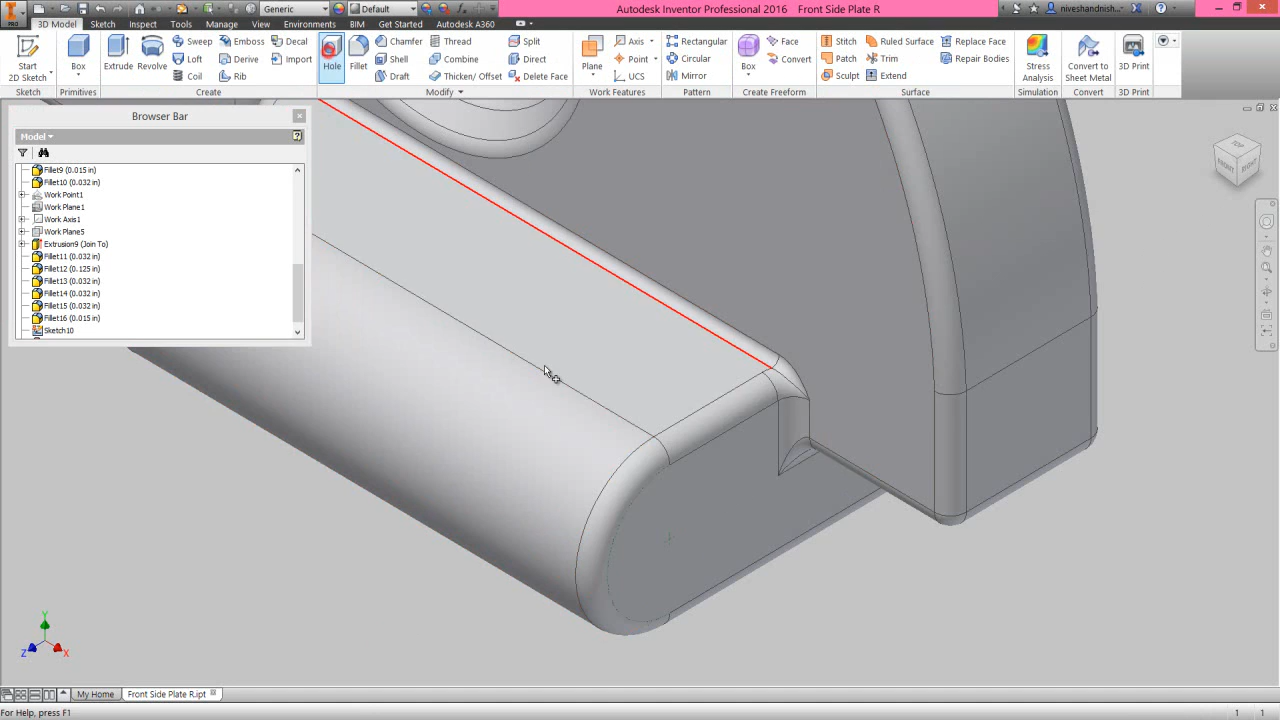 Generic
Default
Autodesk Inventor Professional 2016 Front Side Plate R
niveshandnish...
PRO
3D Model
Sketch
Inspect
Tools
Manage
View
Environments
BIM
Get Started
Autodesk A360
Start
2D Sketch
Box
Extrude
Revolve
Sweep
Loft
Coil
Emboss
Derive
Rib
Decal
Import
Hole
Fillet
Chamfer
Shell
Draft
Thread
Combine
Thicken/ Offset
Split
Direct
Delete Face
Plane
Axis
Point
UCS
Rectangular
Circular
Mirror
Box
Face
Convert
Stitch
Patch
Sculpt
Ruled Surface
Trim
Extend
Replace Face
Repair Bodies
Stress
Analysis
Convert to
Sheet Metal
3D Print
Sketch
Primitives
Create
Modify
Work Features
Pattern
Create Freeform
Surface
Simulation
Convert
3D Print
Browser Bar
Model
Fillet9 (0.015 in)
Fillet10 (0.032 in)
Work Point1
Work Plane1
Work Axis1
Work Plane5
Extrusion9 (Join To)
Fillet11 (0.032 in)
Fillet12 (0.125 in)
Fillet13 (0.032 in)
Fillet14 (0.032 in)
Fillet15 (0.032 in)
Fillet16 (0.015 in)
Sketch10
TOP
FRONT
RIGHT
Y
Z
X
My Home
Front Side Plate R.ipt
For Help, press F1
1
1